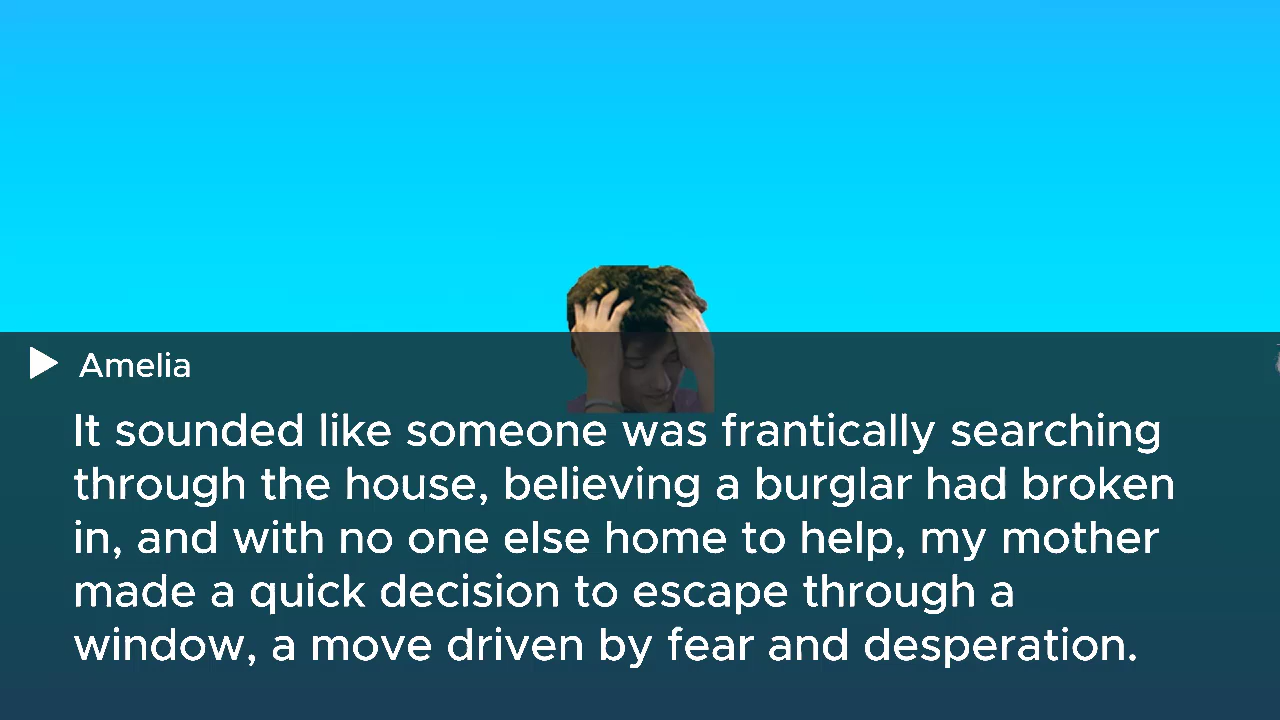 Amelia
It sounded like someone was frantically searching
through the house, believing a burglar had broken
in, and with no one else home to help, my mother
made a quick decision to escape through a
window, a move driven by fear and desperation.